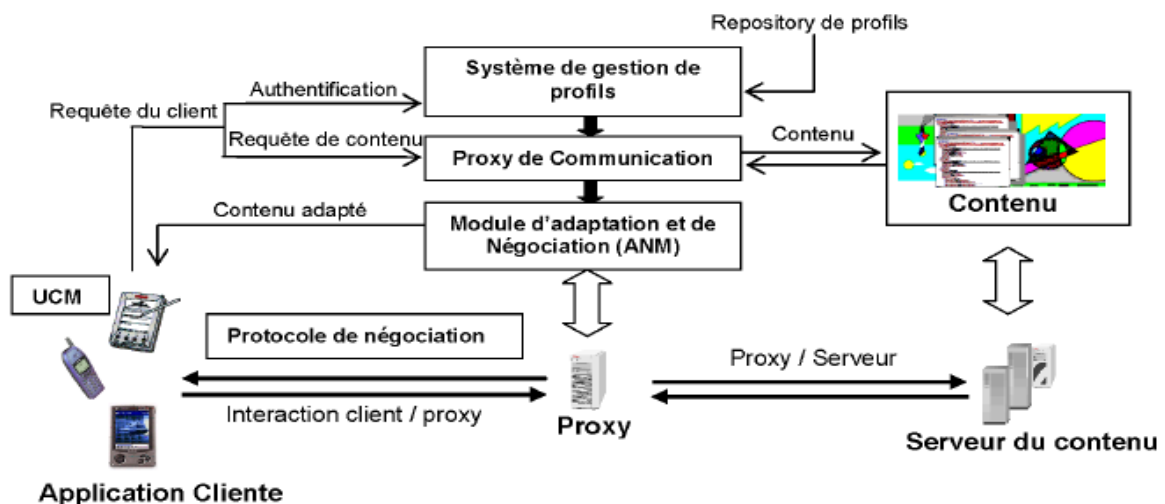 Repository de profils
Système de gestion de
profils
Authentification
Requête du client
Requête de contenu
Proxy de Communication
Contenu
Contenu
Contenu adapté
Module d'adaptation et de
Négociation (ANM)
UCM
Protocole de négociation
Proxy / Serveur
Interaction client / proxy
Proxy
Serveur du contenu
Application Cliente